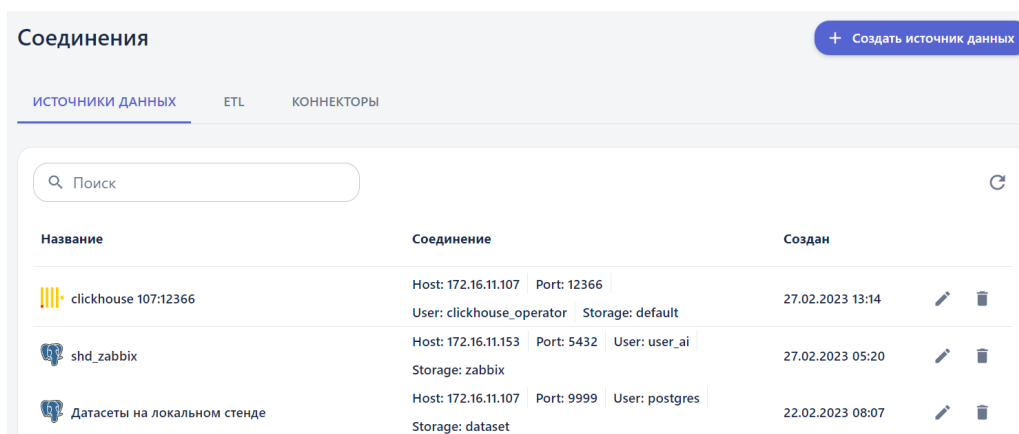 Соединения
+ Создать источник данных
ИСТОЧНИКИ ДАННЫХ ETL КОННЕКТОРЫ
Поиск
Название Соединение Создан
clickhouse 107:12366 Host: 172.16.11.107 Port: 12366 27.02.2023 13:14
User: clickhouse_operator Storage: default
shd_zabbix Host: 172.16.11.153 Port: 5432 User: user_ai 27.02.2023 05:20
Storage: zabbix
Датасеты на локальном стенде Host: 172.16.11.107 Port: 9999 User: postgres 22.02.2023 08:07
Storage: dataset